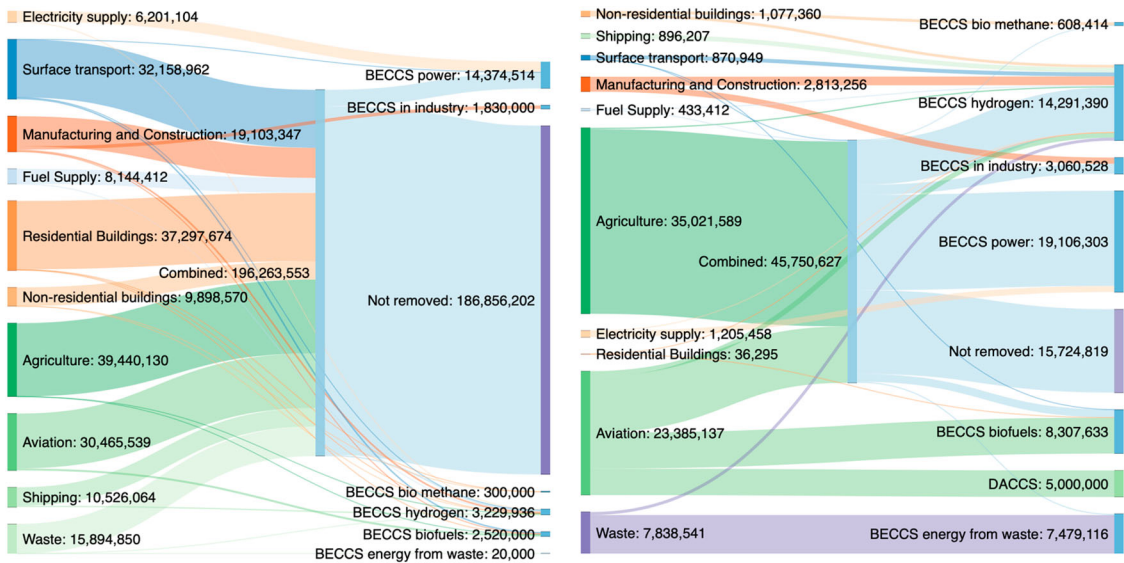 Electricity supply: 6,201,104
Surface transport: 32,158,962
BECCS power: 14,374,514
BECCS in industry: 1,830,000
Manufacturing and Construction: 19,103,347
Fuel Supply: 8,144,412
Residential Buildings: 37,297,674
Combined: 196,263,553
Non-residential buildings: 9,898,570
Not removed: 186,856,202
Agriculture: 39,440,130
Aviation: 30,465,539
Shipping: 10,526,064
BECCS bio methane: 300,000
BECCS hydrogen: 3,229,936
Waste: 15,894,850
BECCS biofuels: 2,520,000
BECCS energy from waste: 20,000
Non-residential buildings: 1,077,360
BECCS bio methane: 608,414
Shipping: 896,207
Surface transport: 870,949
Manufacturing and Construction: 2,813,256
BECCS hydrogen: 14,291,390
Fuel Supply: 433,412
BECCS in industry: 3,060,528
Agriculture: 35,021,589
BECCS power: 19,106,303
Combined: 45,750,627
Electricity supply: 1,205,458
Residential Buildings: 36,295
Not removed: 15,724,819
Aviation: 23,385,137
BECCS biofuels: 8,307,633
DACCS: 5,000,000
Waste: 7,838,541
BECCS energy from waste: 7,479,116